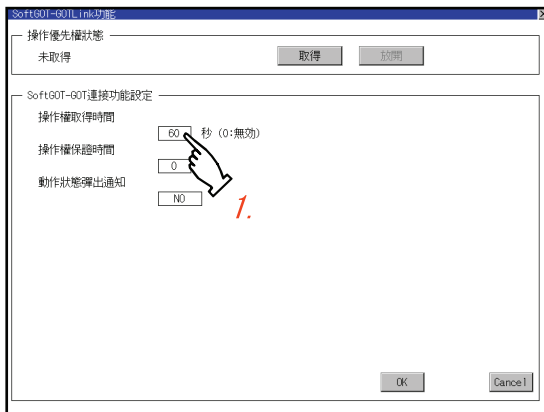 SoftGOT-GOTLink功能
操作優先權狀態
未取得
取得
放開
SoftGOT-GOT連接功能設定
操作權取得時間
60 秒 (0:無効)
操作權保證時間
0
動作狀態彈出通知
NO
1.
OK
Cancel